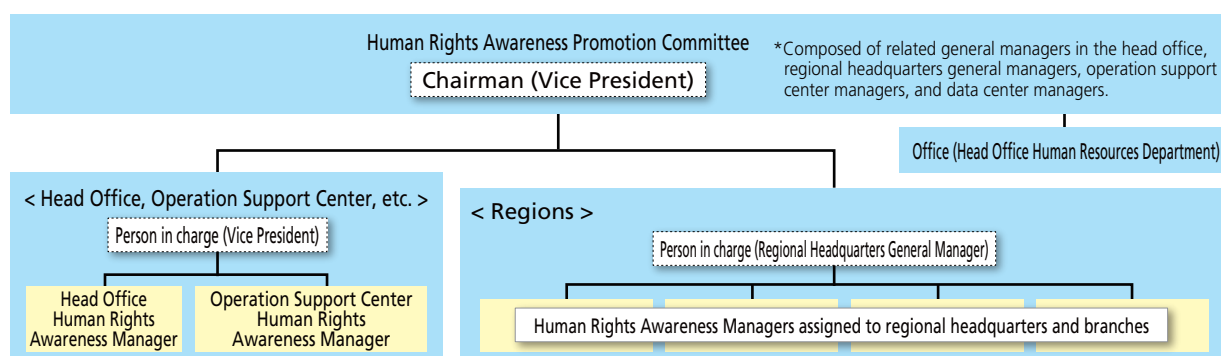 Human Rights Awareness Promotion Committee
Chairman (Vice President)
*Composed of related general managers in the head office,
regional headquarters general managers, operation support
center managers, and data center managers.
Office (Head Office Human Resources Department)
< Head Office, Operation Support Center, etc. >
Person in charge (Vice President)
Head Office
Human Rights
Awareness Manager
Operation Support Center
Human Rights
Awareness Manager
< Regions >
Person in charge (Regional Headquarters General Manager)
Human Rights Awareness Managers assigned to regional headquarters and branches